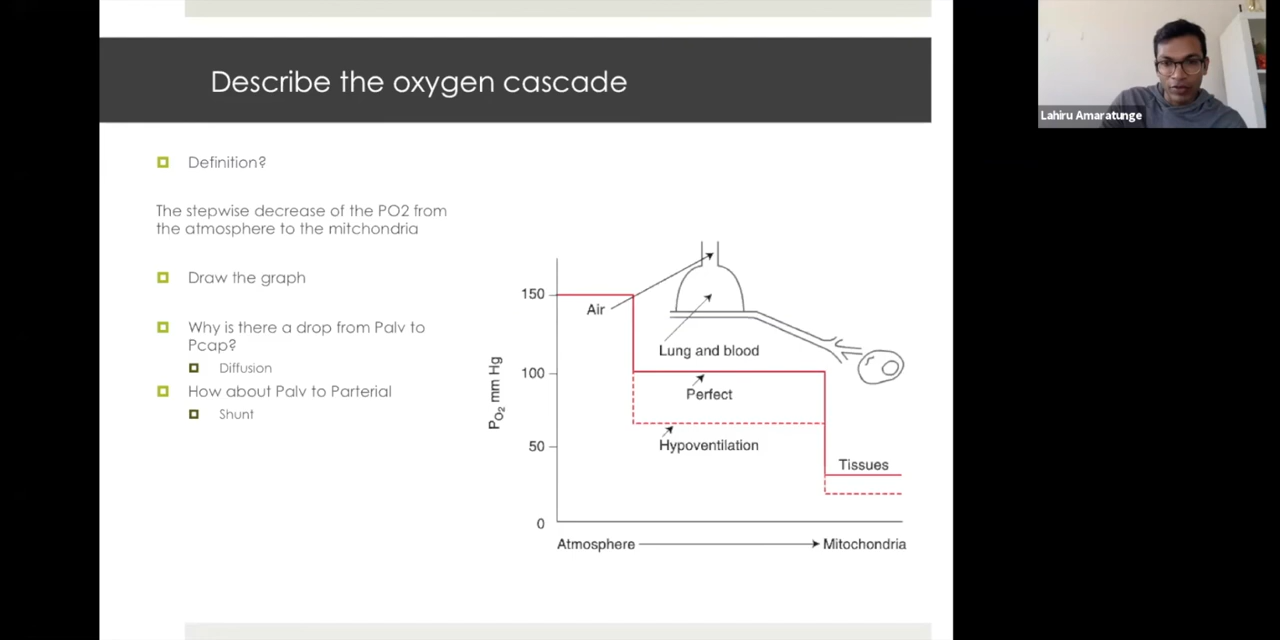 Describe the oxygen cascade
Lahiru Amaratunge
Definition?
The stepwise decrease of the PO2 from
the atmosphere to the mitchondria
Draw the graph
Why is there a drop from Palv to
Pcap?
Diffusion
How about Palv to Parterial
Shunt
PO2 mm Hg
150
100
50
0
Air
Lung and blood
Perfect
Hypoventilation
Tissues
Atmosphere
Mitochondria